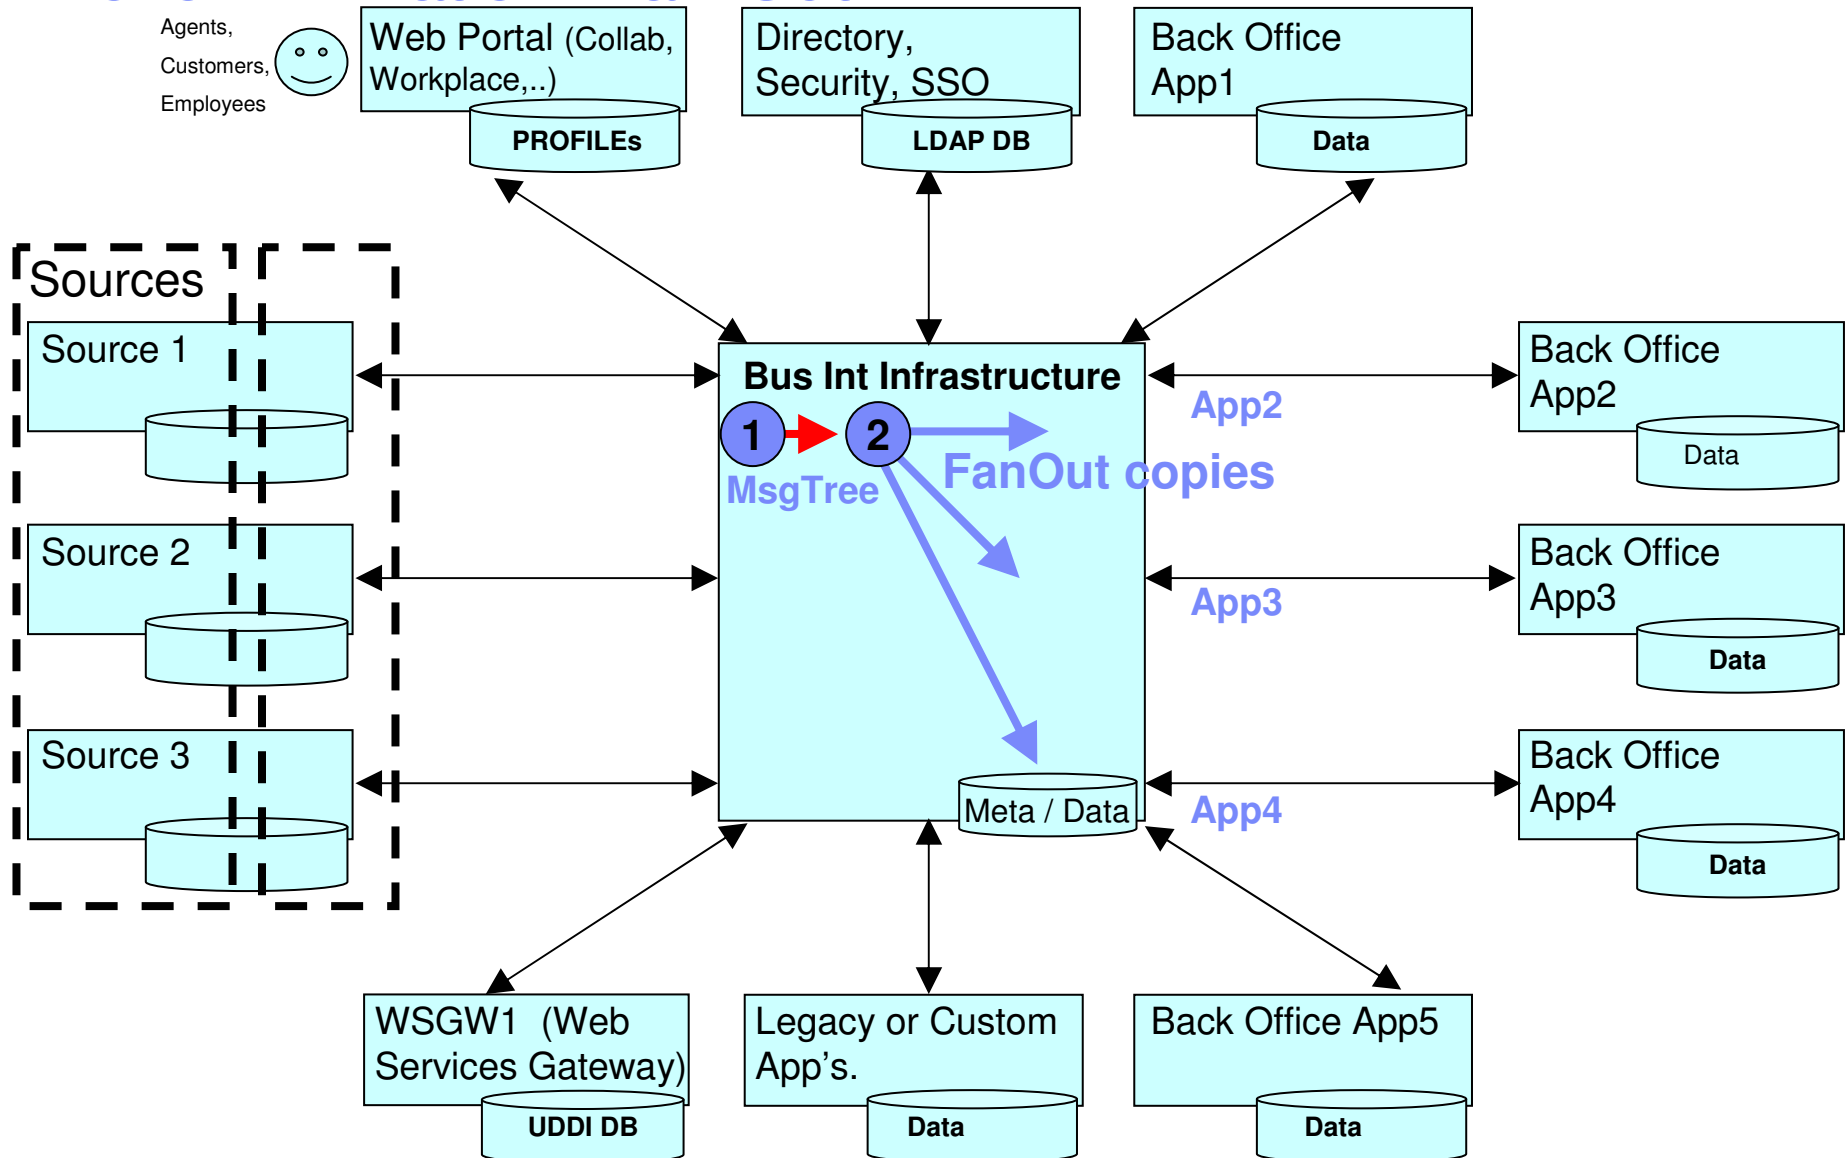 Agents,
Customers,
Employees
Web Portal (Collab,
Workplace,..)
PROFILEs
Directory,
Security, SSO
LDAP DB
Back Office
App1
Data
Sources
Source 1
Source 2
Source 3
Bus Int Infrastructure
1
2
MsgTree
FanOut copies
Meta / Data
App2
App3
App4
Back Office
App2
Data
Back Office
App3
Data
Back Office
App4
Data
WSGW1 (Web
Services Gateway)
UDDI DB
Legacy or Custom
App's.
Data
Back Office App5
Data